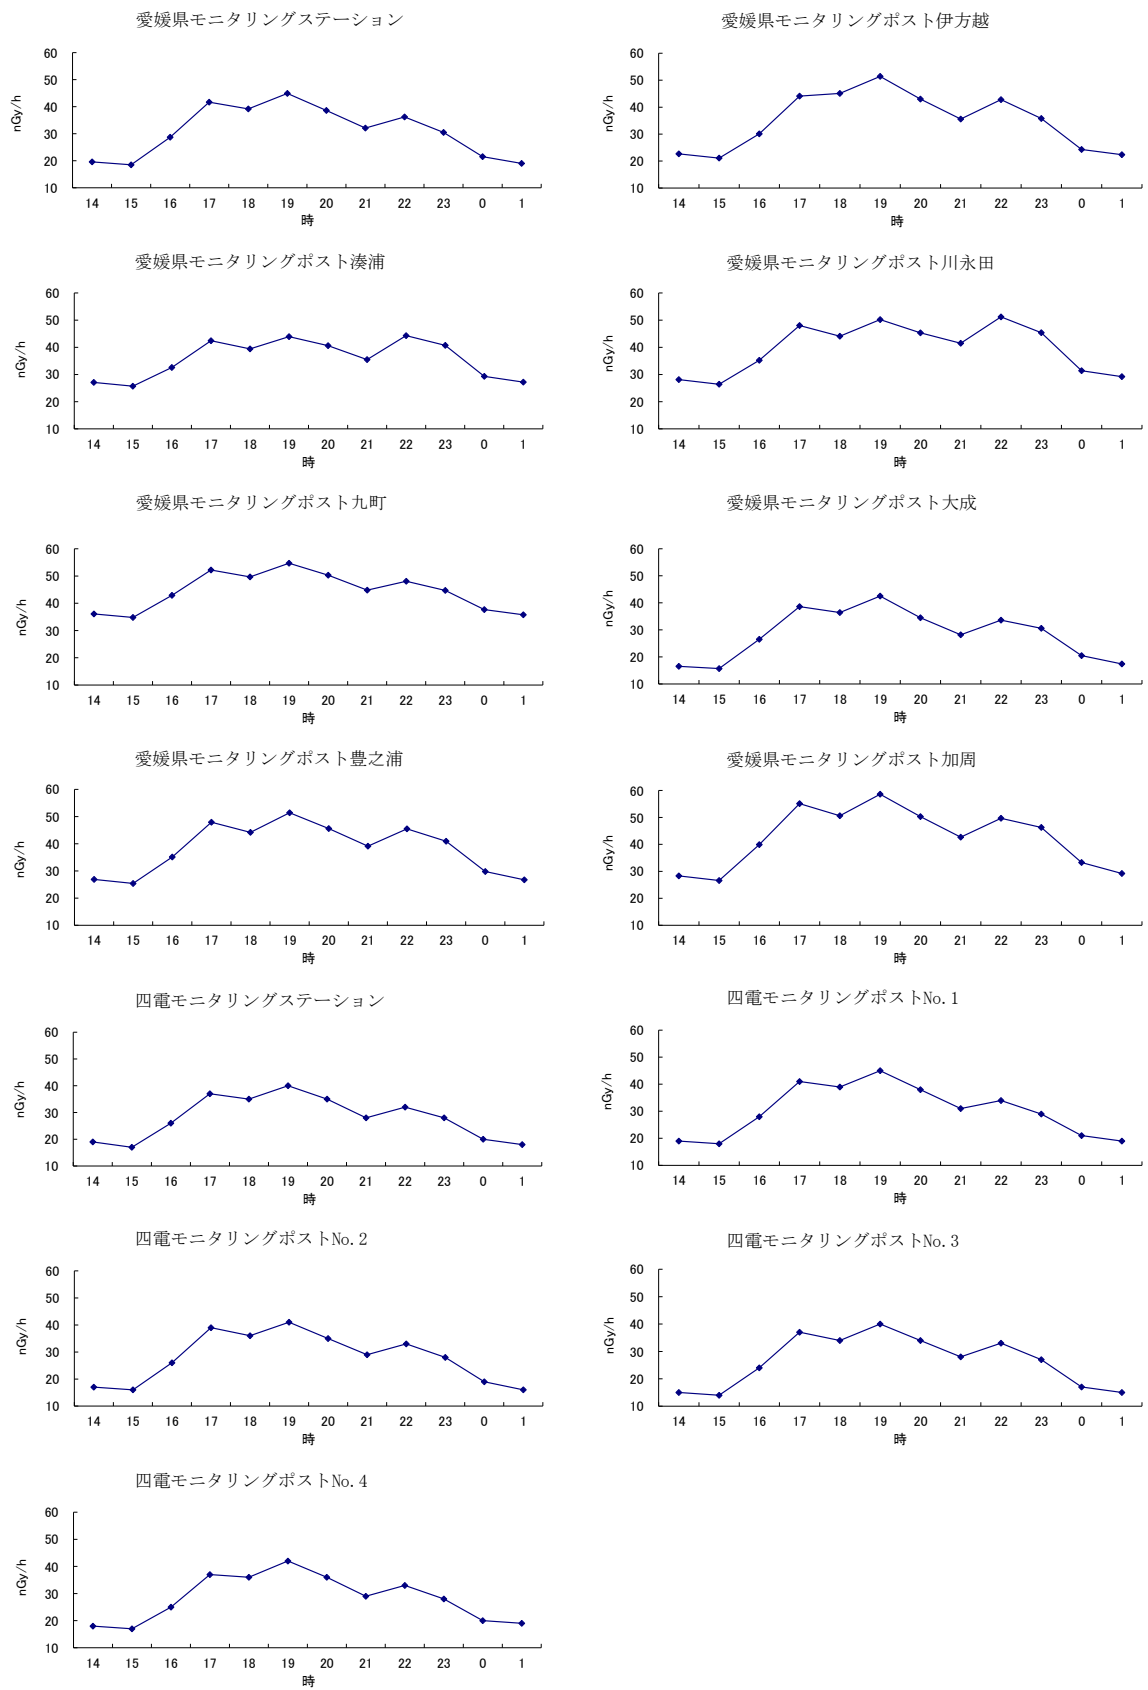 愛媛県モニタリングステーション
60
50
40
30
20
10
nGy/h
14 15 16 17 18 19 20 21 22 23 0 1
時
愛媛県モニタリングポスト伊方越
60
50
40
30
20
10
nGy/h
14 15 16 17 18 19 20 21 22 23 0 1
時
愛媛県モニタリングポスト湊浦
60
50
40
30
20
10
nGy/h
14 15 16 17 18 19 20 21 22 23 0 1
時
愛媛県モニタリングポスト川永田
60
50
40
30
20
10
nGy/h
14 15 16 17 18 19 20 21 22 23 0 1
時
愛媛県モニタリングポスト九町
60
50
40
30
20
10
nGy/h
14 15 16 17 18 19 20 21 22 23 0 1
時
愛媛県モニタリングポスト大成
60
50
40
30
20
10
nGy/h
14 15 16 17 18 19 20 21 22 23 0 1
時
愛媛県モニタリングポスト豊之浦
60
50
40
30
20
10
nGy/h
14 15 16 17 18 19 20 21 22 23 0 1
時
愛媛県モニタリングポスト加周
60
50
40
30
20
10
nGy/h
14 15 16 17 18 19 20 21 22 23 0 1
時
四電モニタリングステーション
60
50
40
30
20
10
nGy/h
14 15 16 17 18 19 20 21 22 23 0 1
時
四電モニタリングポストNo.1
60
50
40
30
20
10
nGy/h
14 15 16 17 18 19 20 21 22 23 0 1
時
四電モニタリングポストNo.2
60
50
40
30
20
10
nGy/h
14 15 16 17 18 19 20 21 22 23 0 1
時
四電モニタリングポストNo.3
60
50
40
30
20
10
nGy/h
14 15 16 17 18 19 20 21 22 23 0 1
時
四電モニタリングポストNo.4
60
50
40
30
20
10
nGy/h
14 15 16 17 18 19 20 21 22 23 0 1
時